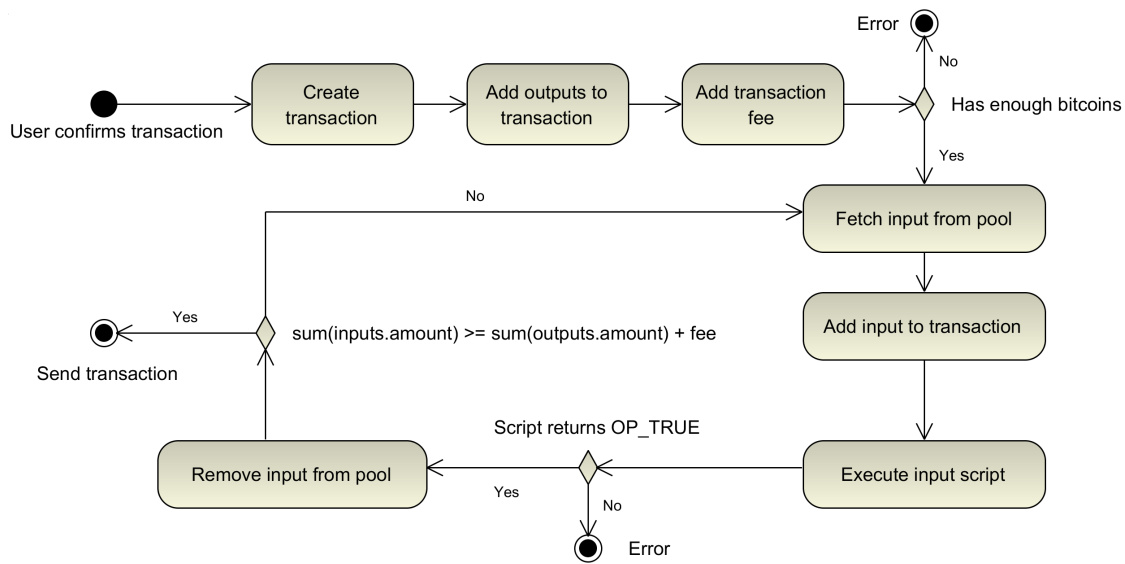 Error
No
Create
transaction
Add outputs to
transaction
Add transaction
fee
Has enough bitcoins
User confirms transaction
Yes
No
Fetch input from pool
Yes
sum(inputs.amount) >= sum(outputs.amount) + fee
Add input to transaction
Send transaction
Script returns OP_TRUE
Remove input from pool
Yes
No
Execute input script
Error